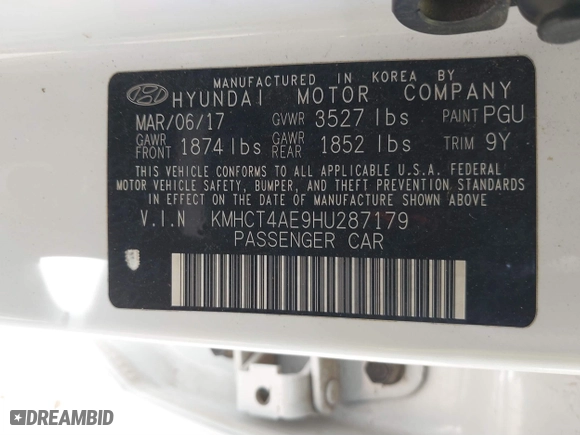 MANUFACTURED IN KOREA BY
HYUNDAI MOTOR COMPANY
MAR/06/17 GVWR 3527 lbs PAINT PGU
GAWR FRONT 1874 lbs GAWR REAR 1852 lbs TRIM 9Y
THIS VEHICLE CONFORMS TO ALL APPLICABLE U.S.A. FEDERAL
MOTOR VEHICLE SAFETY, BUMPER, AND THEFT PREVENTION STANDARDS
IN EFFECT ON THE DATE OF MANUFACTURE SHOWN ABOVE.
V.I.N KMHCT4AE9HU287179
PASSENGER CAR
DREAMBID